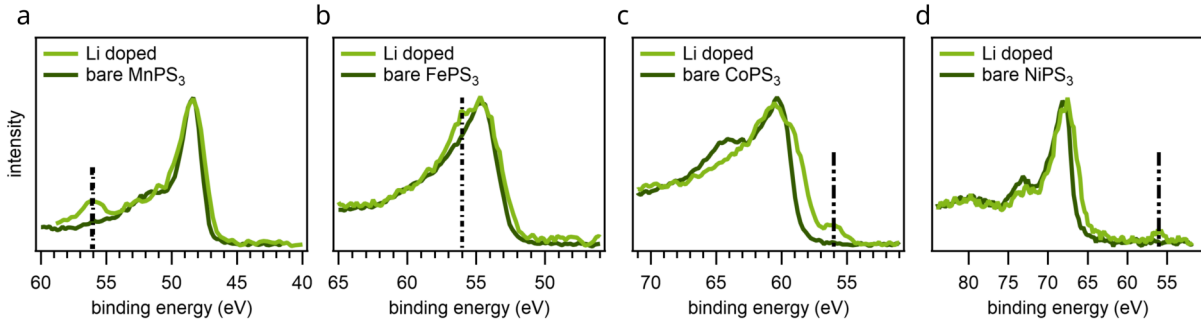 a
Li doped
bare MnPS₃
intensity
60 55 50 45 40
binding energy (eV)
b
Li doped
bare FePS₃
65 60 55 50
binding energy (eV)
c
Li doped
bare CoPS₃
70 65 60 55
binding energy (eV)
d
Li doped
bare NiPS₃
80 75 70 65 60 55
binding energy (eV)